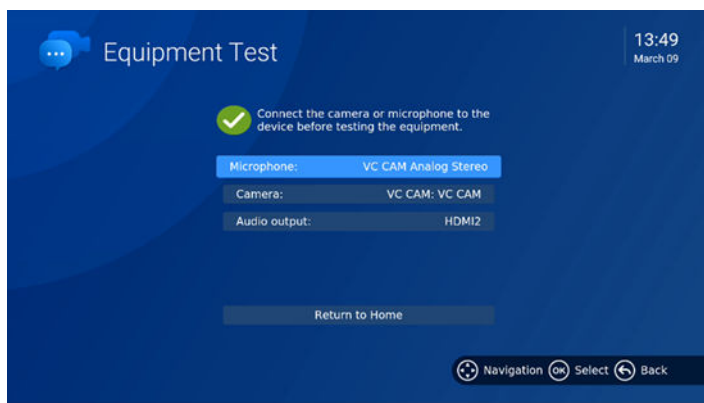 Equipment Test
13:49
March 09
Connect the camera or microphone to the
device before testing the equipment.
Microphone: VC CAM Analog Stereo
Camera: VC CAM: VC CAM
Audio output: HDMI2
Return to Home
Navigation OK Select Back